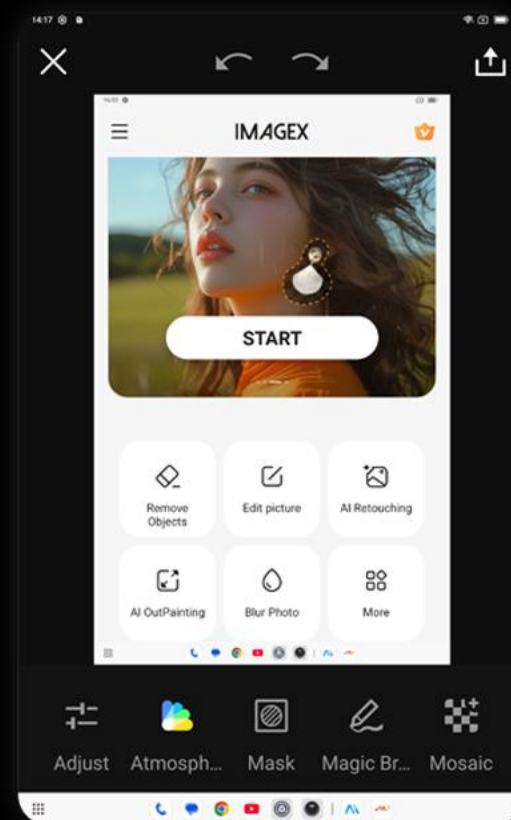 14:17
IMAGEX
START
Remove
Objects
Edit picture
AI Retouching
AI OutPainting
Blur Photo
More
Adjust
Atmosph...
Mask
Magic Br...
Mosaic